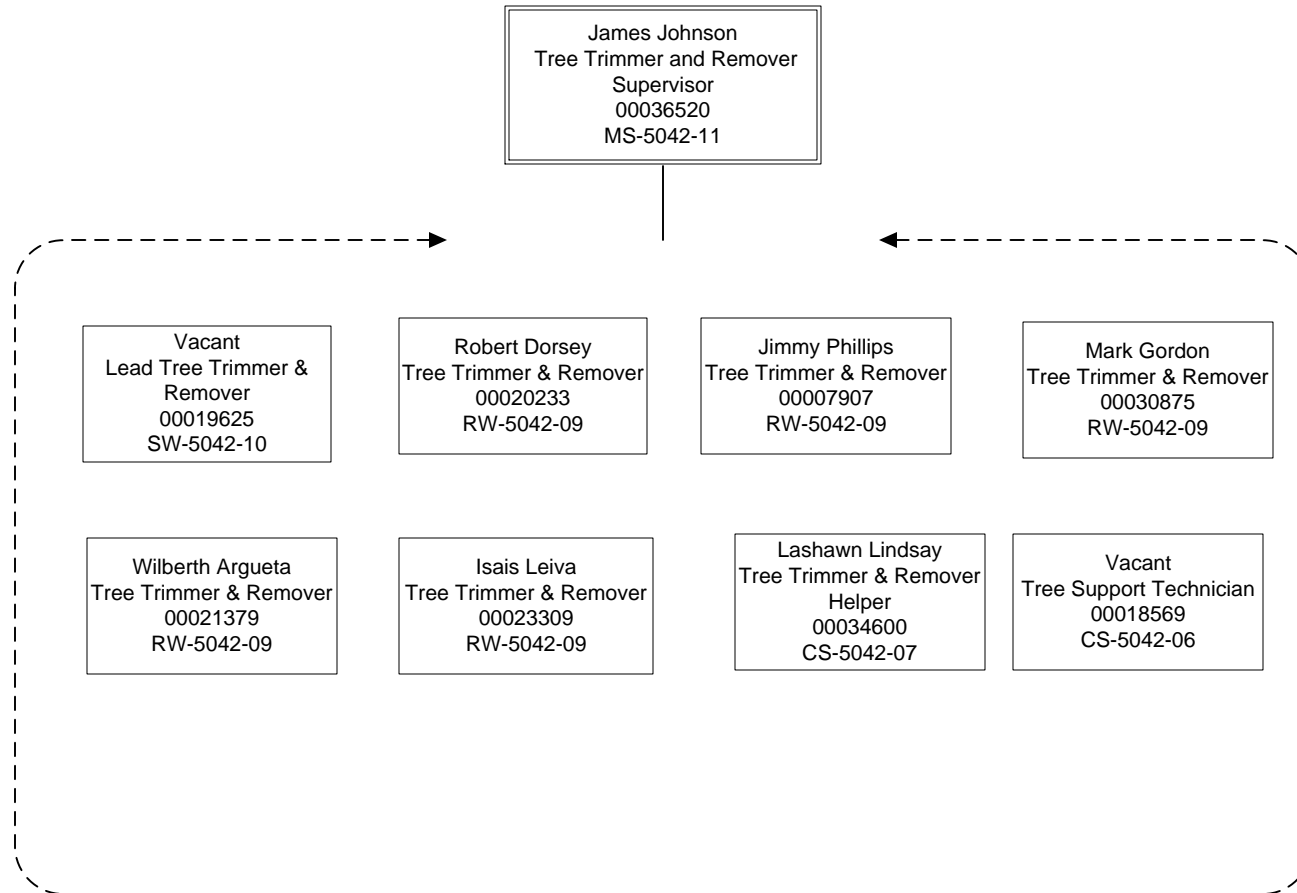 James Johnson
Tree Trimmer and Remover
Supervisor
00036520
MS-5042-11
Vacant
Lead Tree Trimmer &
Remover
00019625
SW-5042-10
Robert Dorsey
Tree Trimmer & Remover
00020233
RW-5042-09
Jimmy Phillips
Tree Trimmer & Remover
00007907
RW-5042-09
Mark Gordon
Tree Trimmer & Remover
00030875
RW-5042-09
Wilberth Argueta
Tree Trimmer & Remover
00021379
RW-5042-09
Isais Leiva
Tree Trimmer & Remover
00023309
RW-5042-09
Lashawn Lindsay
Tree Trimmer & Remover
Helper
00034600
CS-5042-07
Vacant
Tree Support Technician
00018569
CS-5042-06